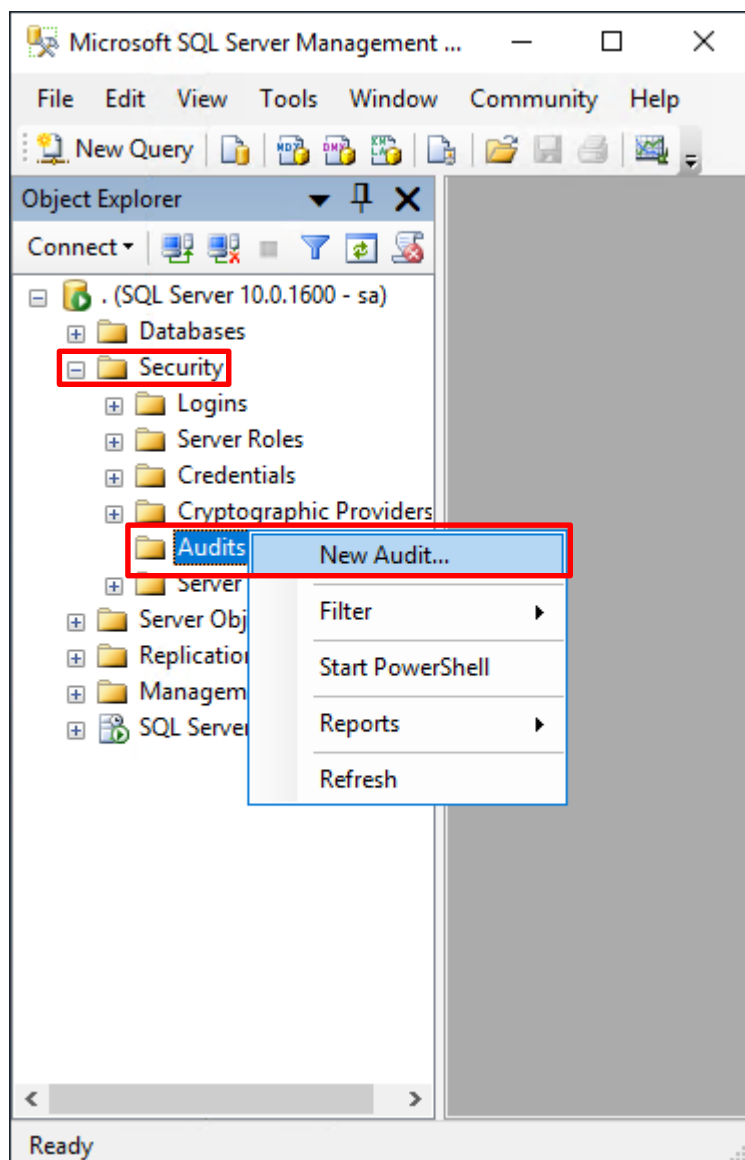 Microsoft SQL Server Management ...
File Edit View Tools Window Community Help
New Query
Object Explorer
Connect
. (SQL Server 10.0.1600 - sa)
Databases
Security
Logins
Server Roles
Credentials
Cryptographic Providers
Audits
New Audit...
Server
Filter
Server Obj
Replication
Start PowerShell
Managem
SQL Server
Reports
Refresh
Ready